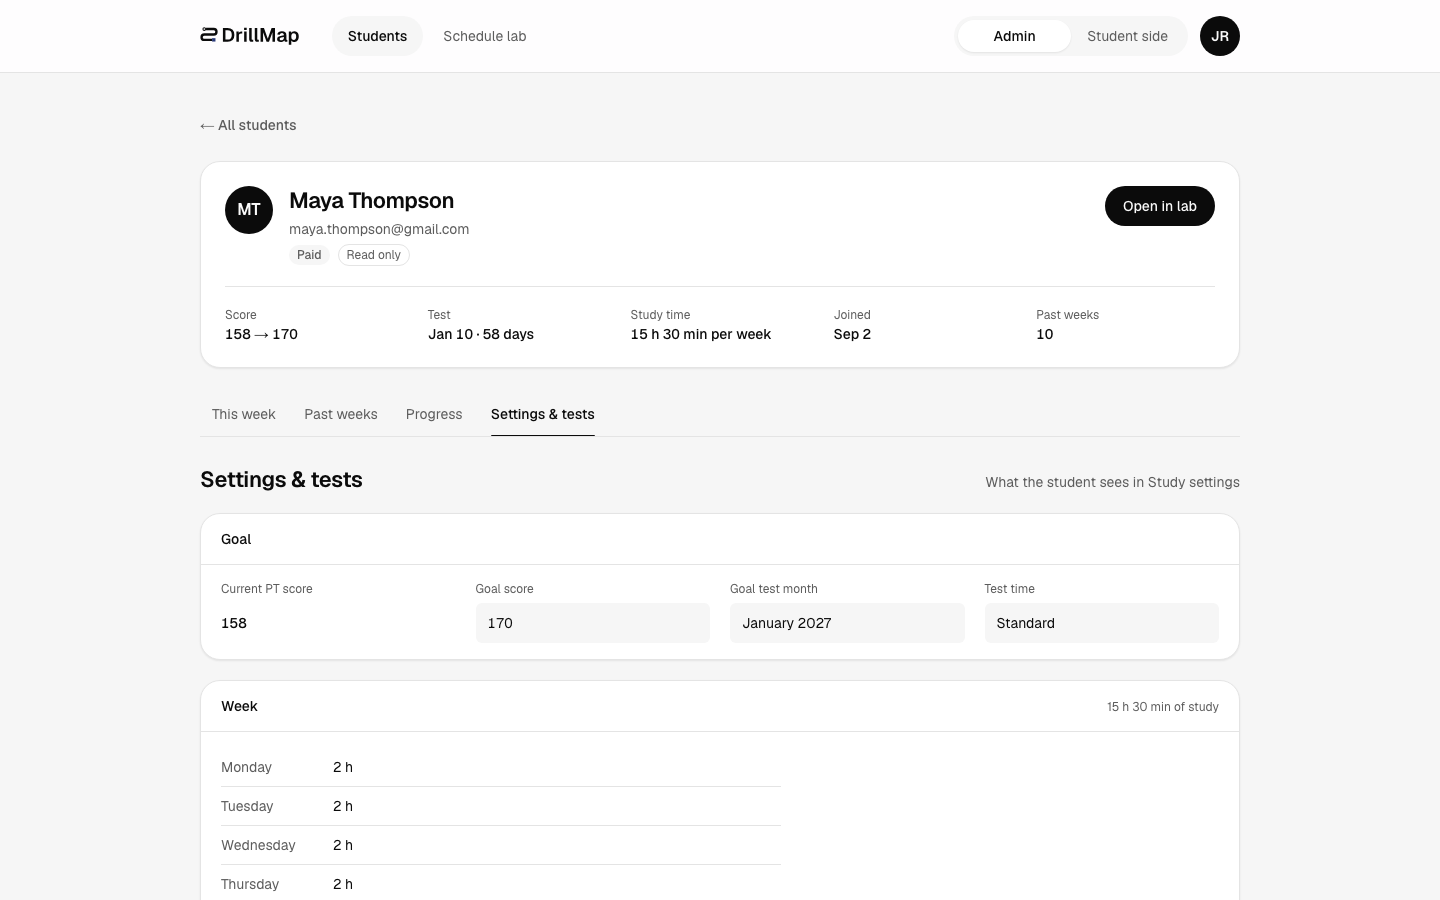 DrillMap
Students
Schedule lab
Admin
Student side
JR
← All students
MT
Maya Thompson
maya.thompson@gmail.com
Paid
Read only
Open in lab
Score
158 → 170
Test
Jan 10 · 58 days
Study time
15 h 30 min per week
Joined
Sep 2
Past weeks
10
This week
Past weeks
Progress
Settings & tests
Settings & tests
What the student sees in Study settings
Goal
Current PT score
158
Goal score
170
Goal test month
January 2027
Test time
Standard
Week
15 h 30 min of study
Monday 2 h
Tuesday 2 h
Wednesday 2 h
Thursday 2 h